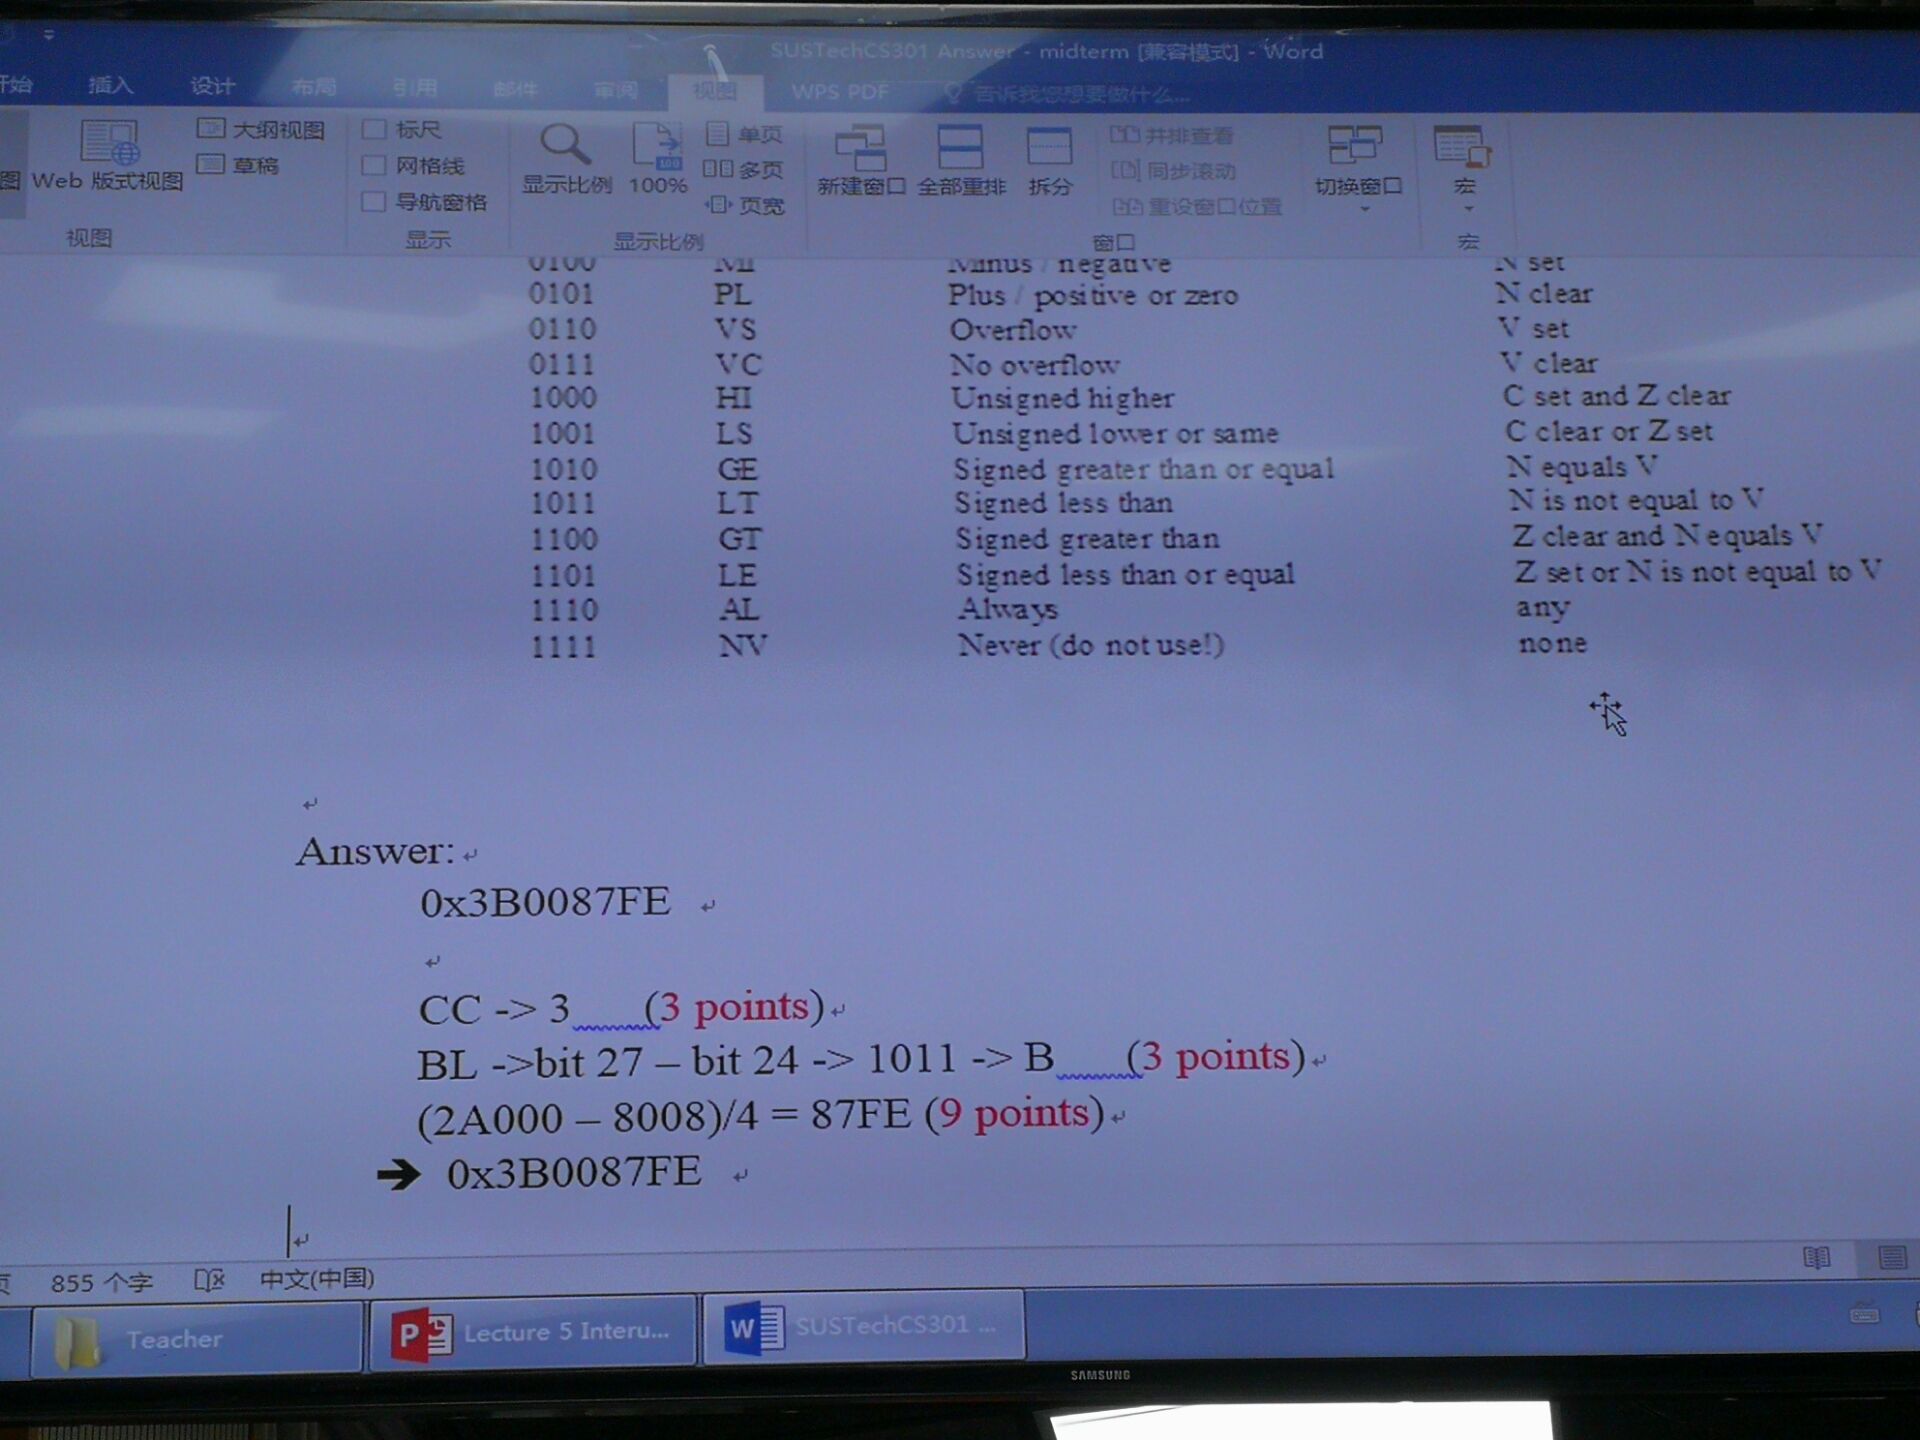 SUSTechCS301 Answer - midterm [兼容模式] - Word
开始 插入 设计 布局 引用 邮件 审阅 视图 WPS PDF 告诉我您想要做什么...
图 Web 版式视图 大纲视图 草稿
视图
标尺
网格线
导航窗格
显示
显示比例 100% 单页 多页 页宽
显示比例
新建窗口 全部重排 拆分 并排查看 同步滚动 重设窗口位置 切换窗口
窗口
宏
宏
0100 MI Minus / negative N set
0101 PL Plus / positive or zero N clear
0110 VS Overflow V set
0111 VC No overflow V clear
1000 HI Unsigned higher C set and Z clear
1001 LS Unsigned lower or same C clear or Z set
1010 GE Signed greater than or equal N equals V
1011 LT Signed less than N is not equal to V
1100 GT Signed greater than Z clear and N equals V
1101 LE Signed less than or equal Z set or N is not equal to V
1110 AL Always any
1111 NV Never (do not use!) none
Answer:
0x3B0087FE
CC -> 3 (3 points)
BL ->bit 27 – bit 24 -> 1011 -> B (3 points)
(2A000 – 8008)/4 = 87FE (9 points)
➔ 0x3B0087FE
页 855 个字 中文(中国)
Teacher Lecture 5 Interu... SUSTechCS301 ...
SAMSUNG